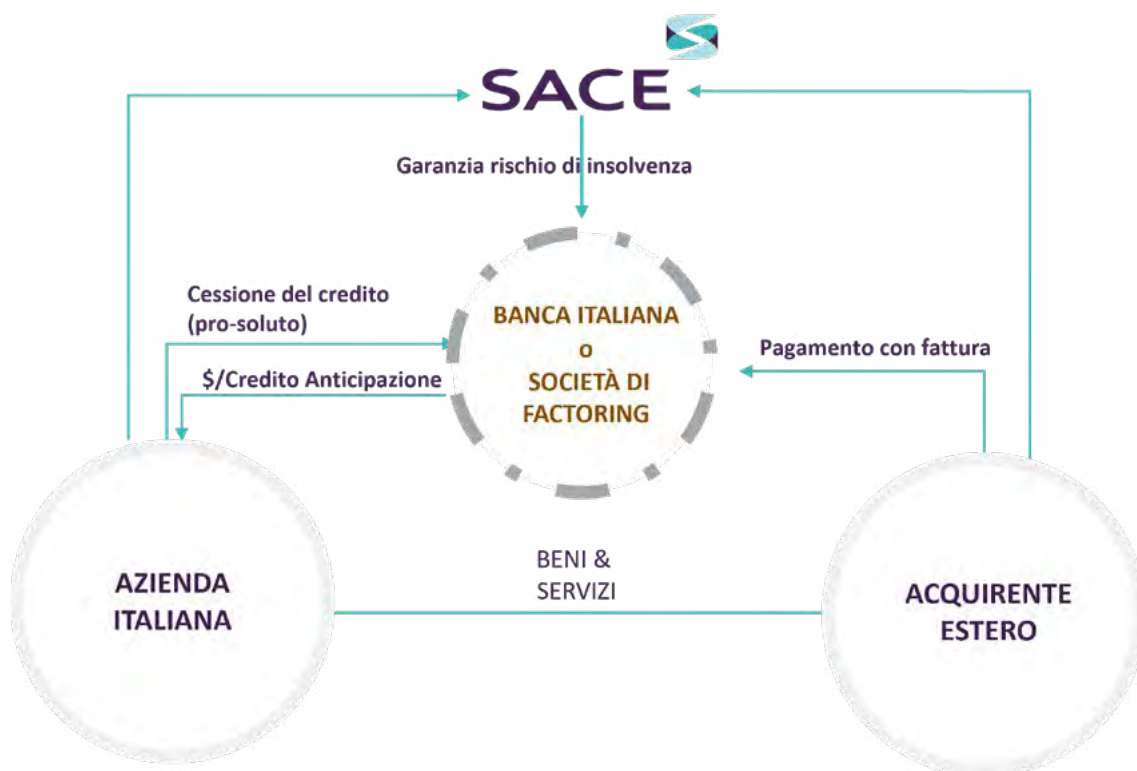 SACE
Garanzia rischio di insolvenza
Cessione del credito
(pro-soluto)
$/Credito Anticipazione
BANCA ITALIANA
o
SOCIETÀ DI
FACTORING
Pagamento con fattura
AZIENDA
ITALIANA
BENI &
SERVIZI
ACQUIRENTE
ESTERO